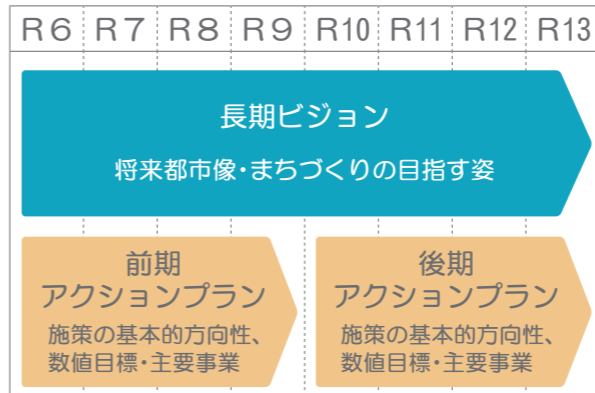 R6 R7 R8 R9 R10 R11 R12 R13
長期ビジョン
将来都市像・まちづくりの目指す姿
前期
アクションプラン
施策の基本的方向性、
数値目標・主要事業
後期
アクションプラン
施策の基本的方向性、
数値目標・主要事業